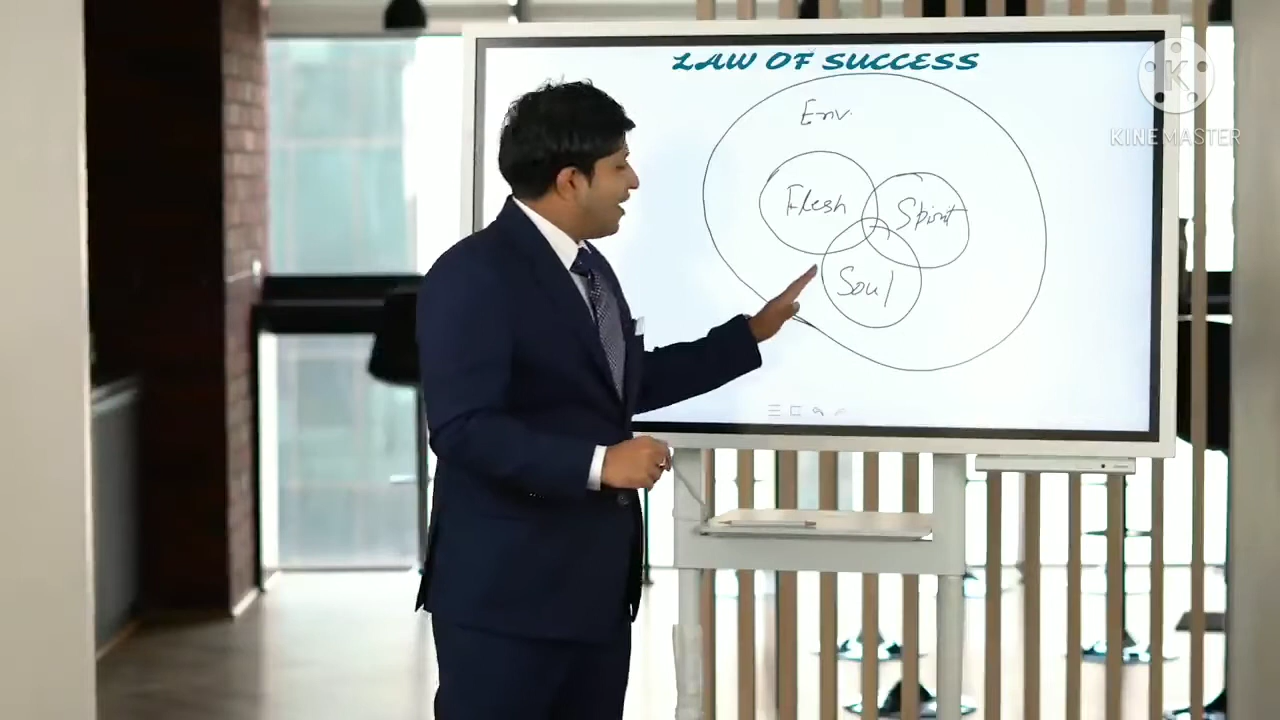 LAW OF SUCCESS
Env.
Flesh
Spirit
Soul
K
KINEMASTER